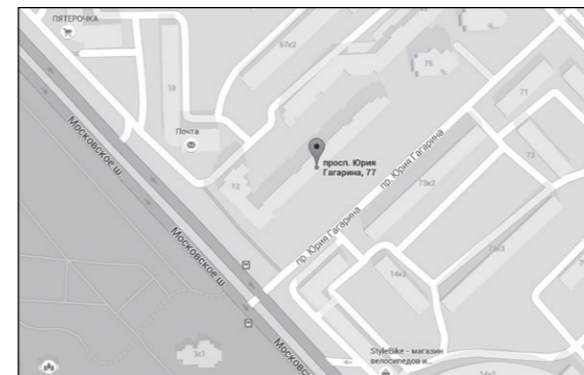 ПЯТЕРОЧКА
67к2
75
10
71
Московское ш
Почта
просп. Юрия
Гагарина, 77
пр. Юрия Гагарина
73
12
73к2
Московское ш
пр. Юрия Гагарина
14к2
3с1
StyleBike - магазин
велосипедов и...